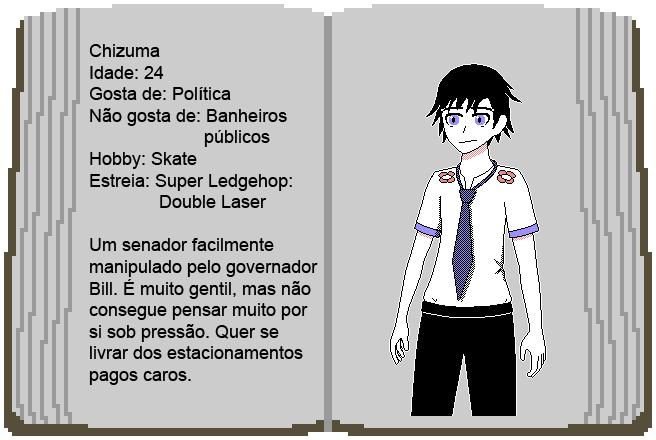 Chizuma
Idade: 24
Gosta de: Política
Não gosta de: Banheiros
públicos
Hobby: Skate
Estreia: Super Ledgehop:
Double Laser
Um senador facilmente
manipulado pelo governador
Bill. É muito gentil, mas não
consegue pensar muito por
si sob pressão. Quer se
livrar dos estacionamentos
pagos caros.